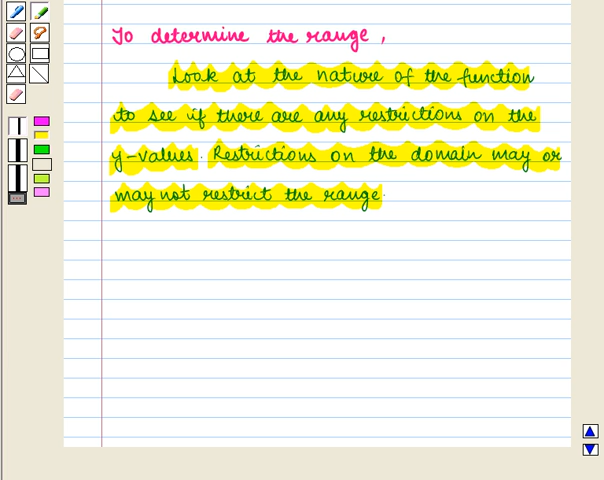 To determine the range,
Look at the nature of the function
to see if there are any restrictions on the
y-values. Restrictions on the domain may or
may not restrict the range.